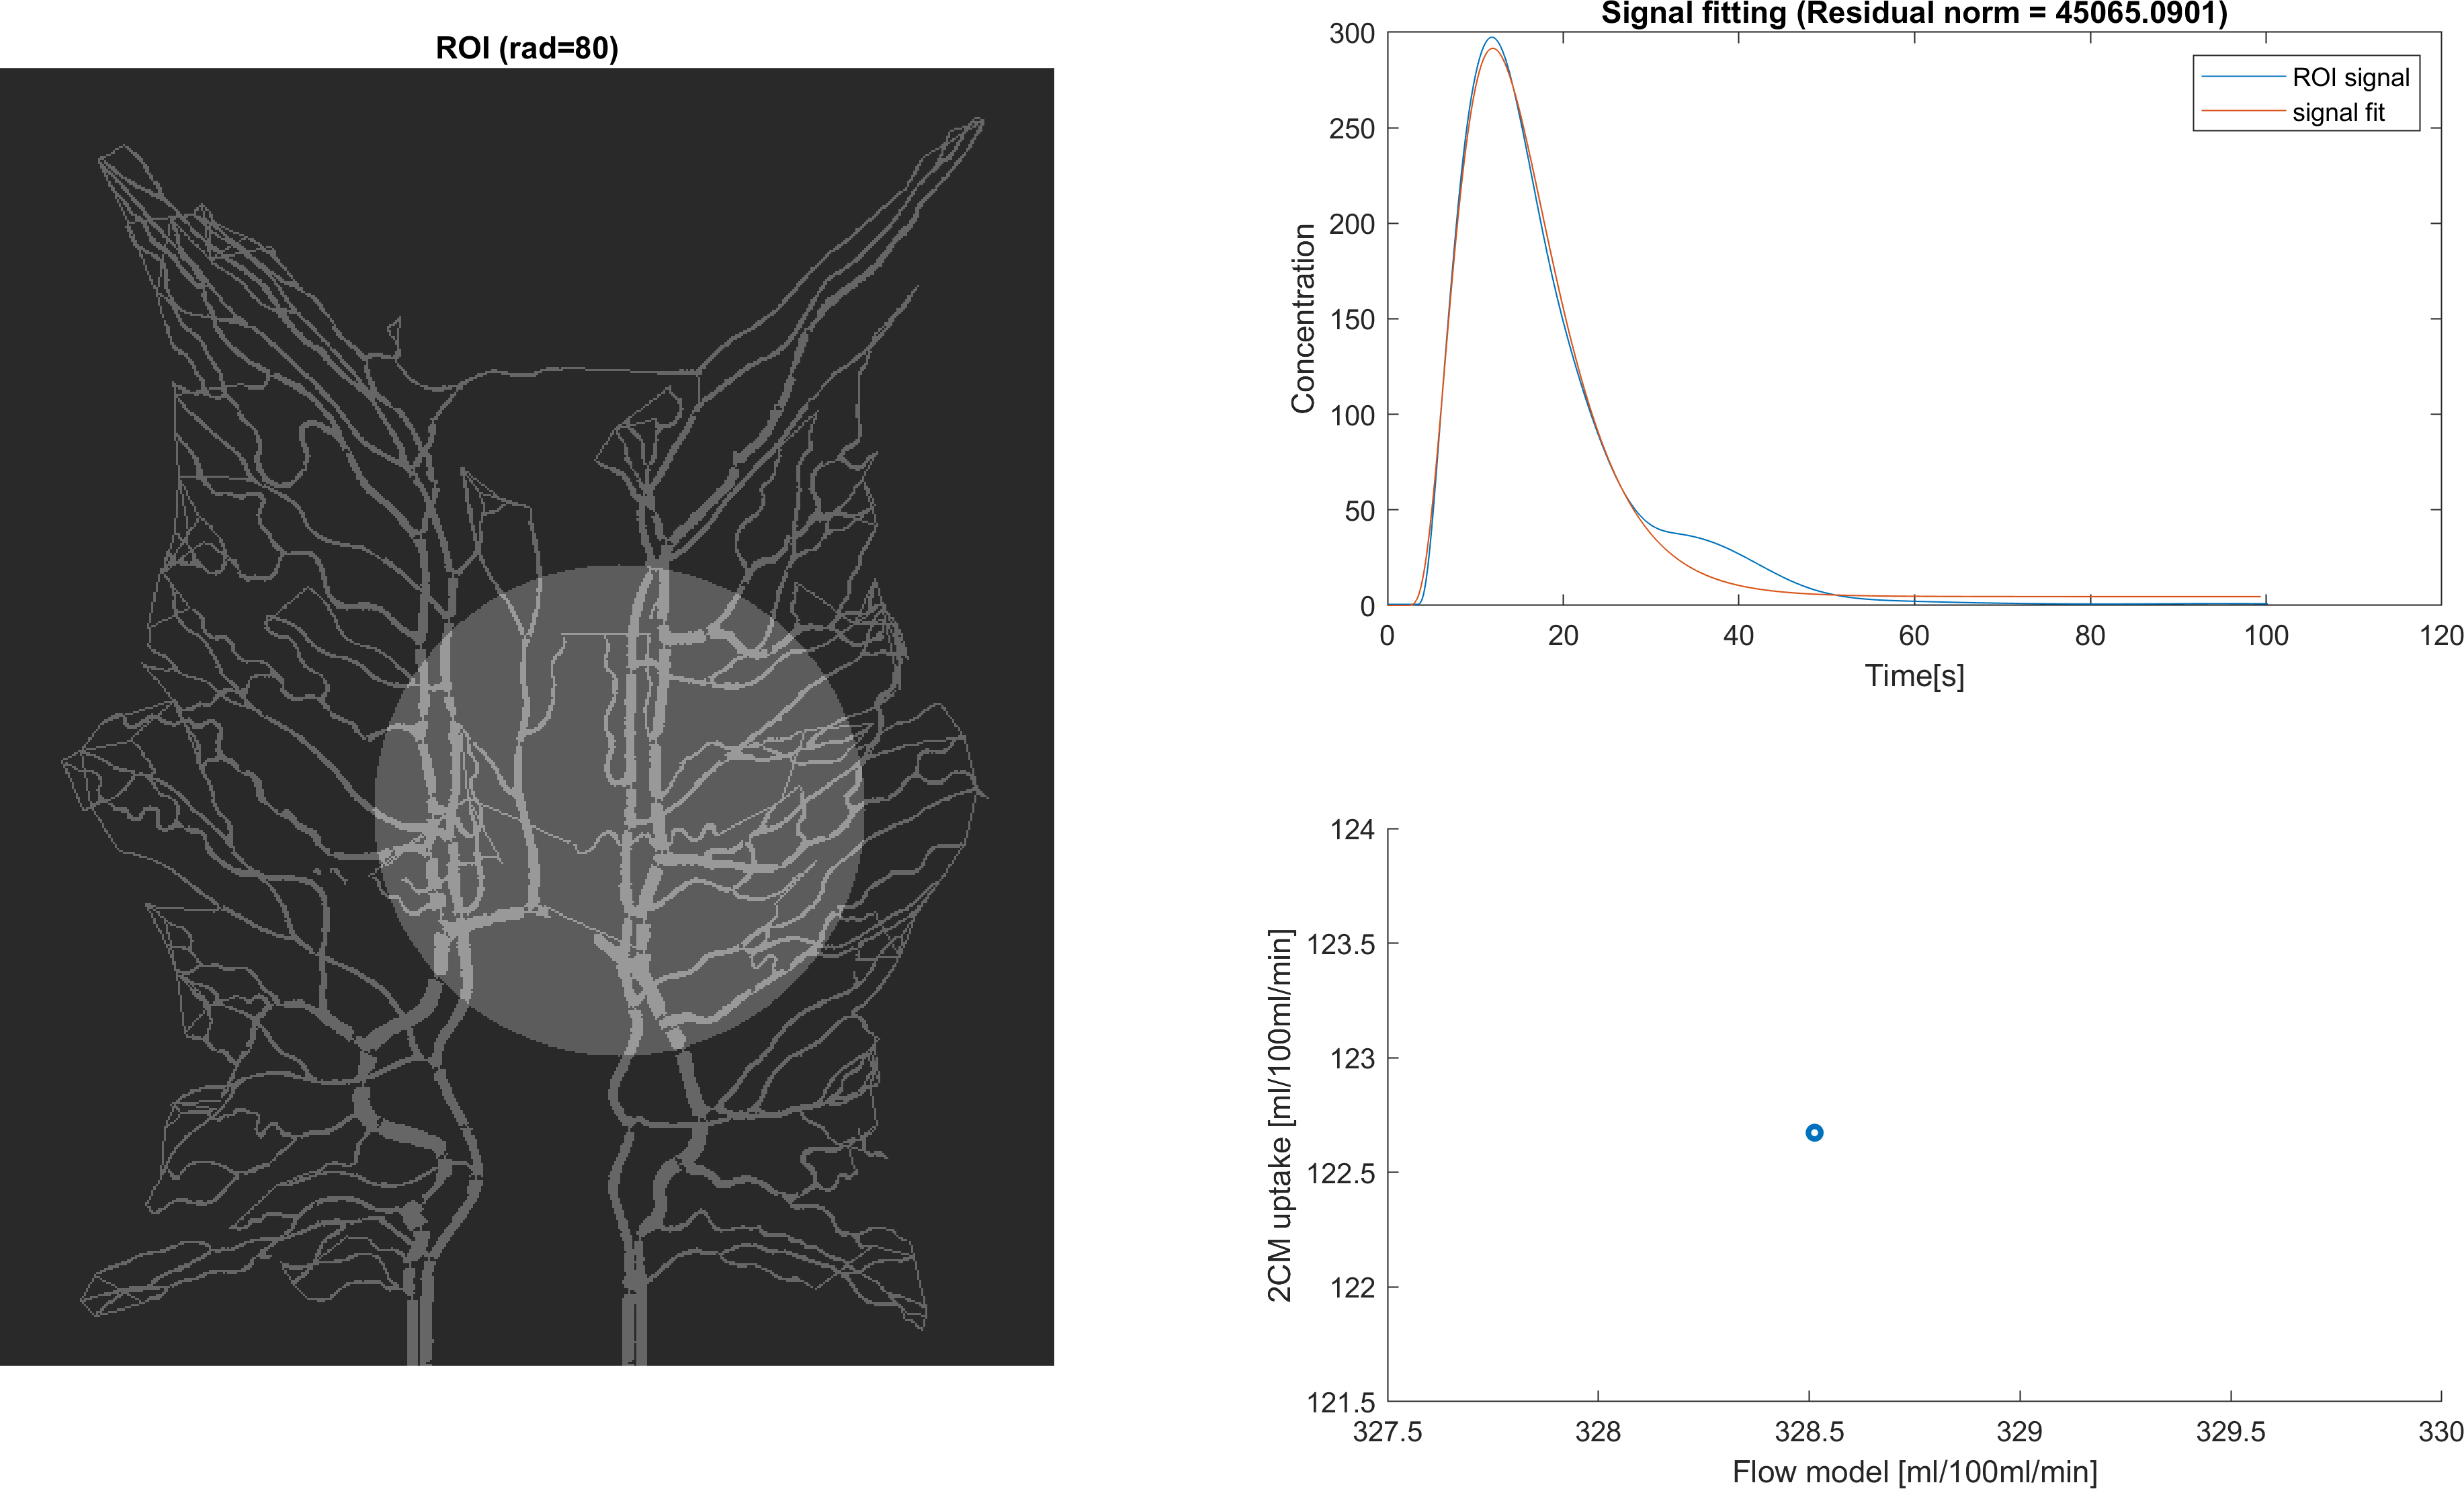 ROI (rad=80)
Signal fitting (Residual norm = 45065.0901)
300
250
200
150
100
50
0
Concentration
ROI signal
signal fit
0 20 40 60 80 100 120
Time[s]
124
123.5
123
122.5
122
121.5
2CM uptake [ml/100ml/min]
327.5 328 328.5 329 329.5 330
Flow model [ml/100ml/min]